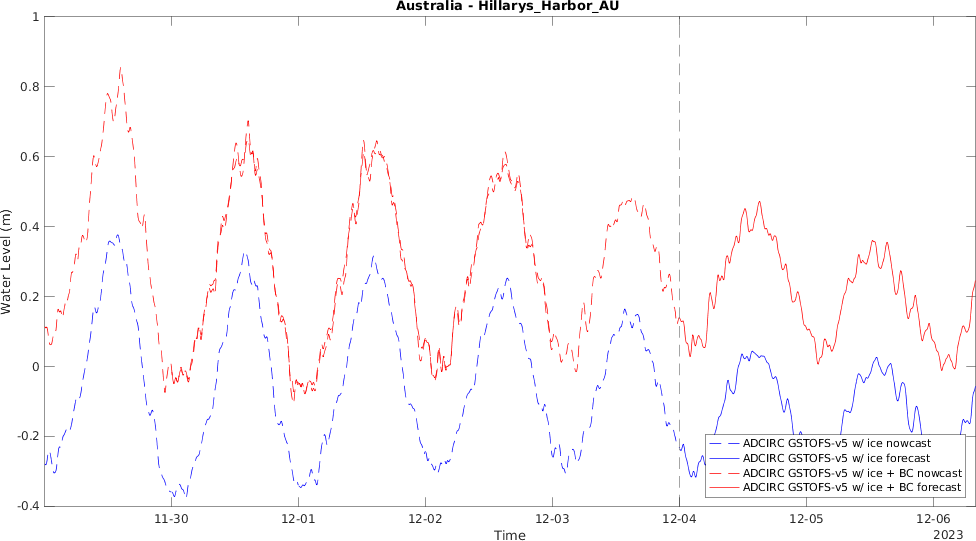 Australia - Hillarys_Harbor_AU
1
0.8
0.6
0.4
0.2
0
-0.2
-0.4
Water Level (m)
11-30
12-01
12-02
12-03
12-04
12-05
12-06
Time
2023
ADCIRC GSTOFS-v5 w/ ice nowcast
ADCIRC GSTOFS-v5 w/ ice forecast
ADCIRC GSTOFS-v5 w/ ice + BC nowcast
ADCIRC GSTOFS-v5 w/ ice + BC forecast